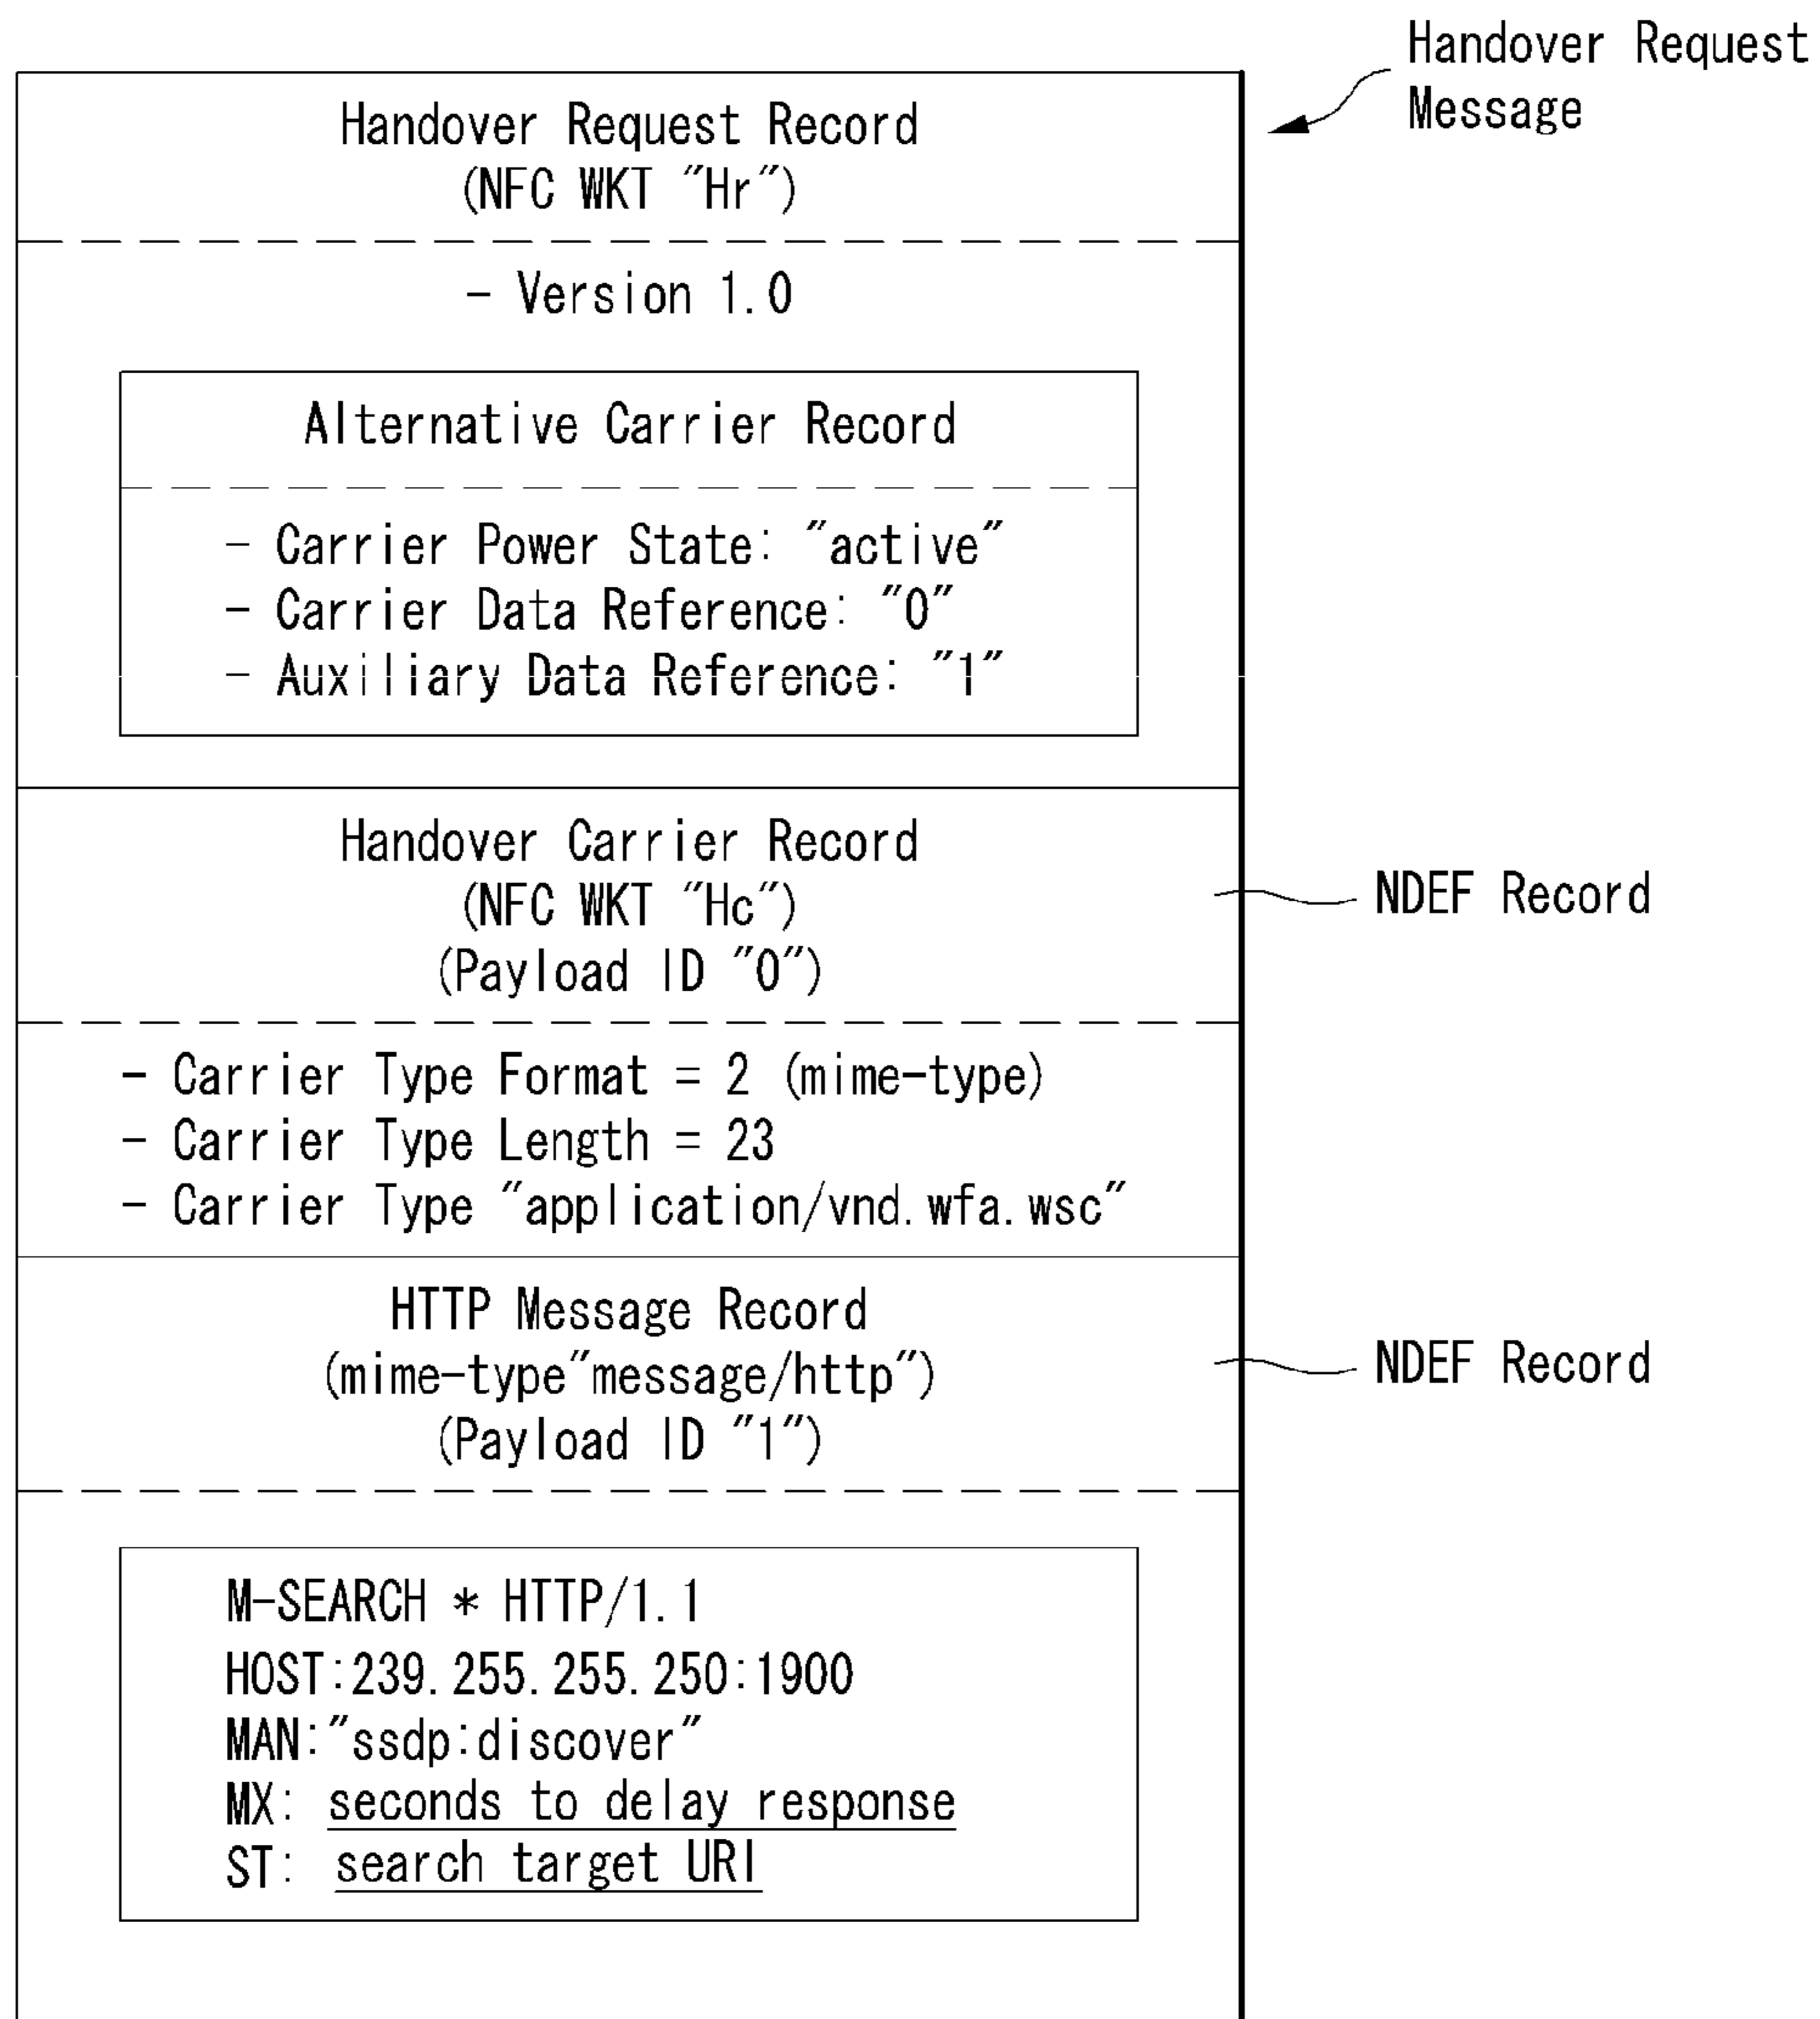 Handover Request
Message
Handover Request Record
(NFC WKT "Hr")
- Version 1.0
Alternative Carrier Record
- Carrier Power State: "active"
- Carrier Data Reference: "0"
- Auxiliary Data Reference: "1"
Handover Carrier Record
(NFC WKT "Hc")
(Payload ID "0")
NDEF Record
- Carrier Type Format = 2 (mime-type)
- Carrier Type Length = 23
- Carrier Type "application/vnd.wfa.wsc"
HTTP Message Record
(mime-type"message/http")
(Payload ID "1")
NDEF Record
M-SEARCH * HTTP/1.1
HOST:239.255.255.250:1900
MAN:"ssdp:discover"
MX: seconds to delay response
ST: search target URI